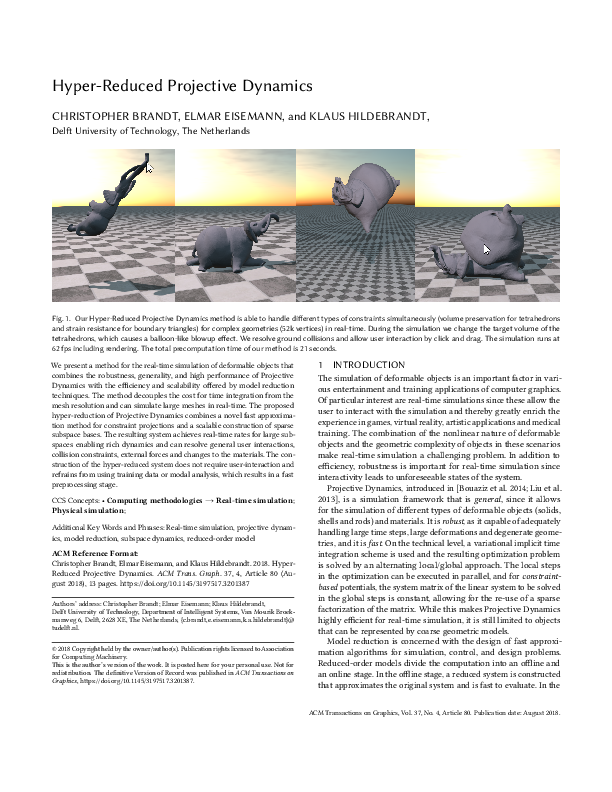 Hyper-Reduced Projective Dynamics
CHRISTOPHER BRANDT, ELMAR EISEMANN, and KLAUS HILDEBRANDT,
Delft University of Technology, The Netherlands
Fig. 1. Our Hyper-Reduced Projective Dynamics method is able to handle different types of constraints simultaneously (volume preservation for tetrahedrons
and strain resistance for boundary triangles) for complex geometries (52k vertices) in real-time. During the simulation we change the target volume of the
tetrahedrons, which causes a balloon-like blowup effect. We resolve ground collisions and allow user interaction by click and drag. The simulation runs at
62fps including rendering. The total precomputation time of our method is 21 seconds.
We present a method for the real-time simulation of deformable objects that
combines the robustness, generality, and high performance of Projective
Dynamics with the efficiency and scalability offered by model reduction
techniques. The method decouples the cost for time integration from the
mesh resolution and can simulate large meshes in real-time. The proposed
hyper-reduction of Projective Dynamics combines a novel fast approxima-
tion method for constraint projections and a scalable construction of sparse
subspace bases. The resulting system achieves real-time rates for large sub-
spaces enabling rich dynamics and can resolve general user interactions,
collision constraints, external forces and changes to the materials. The con-
struction of the hyper-reduced system does not require user-interaction and
refrains from using training data or modal analysis, which results in a fast
preprocessing stage.
CCS Concepts: • Computing methodologies → Real-time simulation;
Physical simulation;
Additional Key Words and Phrases: Real-time simulation, projective dynam-
ics, model reduction, subspace dynamics, reduced-order model
ACM Reference Format:
Christopher Brandt, Elmar Eisemann, and Klaus Hildebrandt. 2018. Hyper-
Reduced Projective Dynamics. ACM Trans. Graph. 37, 4, Article 80 (Au-
gust 2018), 13 pages. https://doi.org/10.1145/3197517.3201387
Authors' address: Christopher Brandt; Elmar Eisemann; Klaus Hildebrandt,
Delft University of Technology, Department of Intelligent Systems, Van Mourik Broek-
manweg 6, Delft, 2628 XE, The Netherlands, {c.brandt,e.eisemann,k.a.hildebrandt}@
tudelft.nl.
© 2018 Copyright held by the owner/author(s). Publication rights licensed to Association
for Computing Machinery.
This is the author's version of the work. It is posted here for your personal use. Not for
redistribution. The definitive Version of Record was published in ACM Transactions on
Graphics, https://doi.org/10.1145/3197517.3201387.
1 INTRODUCTION
The simulation of deformable objects is an important factor in vari-
ous entertainment and training applications of computer graphics.
Of particular interest are real-time simulations since these allow the
user to interact with the simulation and thereby greatly enrich the
experience in games, virtual reality, artistic applications and medical
training. The combination of the nonlinear nature of deformable
objects and the geometric complexity of objects in these scenarios
make real-time simulation a challenging problem. In addition to
efficiency, robustness is important for real-time simulation since
interactivity leads to unforeseeable states of the system.
Projective Dynamics, introduced in [Bouaziz et al. 2014; Liu et al.
2013], is a simulation framework that is general, since it allows
for the simulation of different types of deformable objects (solids,
shells and rods) and materials. It is robust, as it capable of adequately
handling large time steps, large deformations and degenerate geome-
tries, and it is fast. On the technical level, a variational implicit time
integration scheme is used and the resulting optimization problem
is solved by an alternating local/global approach. The local steps
in the optimization can be executed in parallel, and for constraint-
based potentials, the system matrix of the linear system to be solved
in the global steps is constant, allowing for the re-use of a sparse
factorization of the matrix. While this makes Projective Dynamics
highly efficient for real-time simulation, it is still limited to objects
that can be represented by coarse geometric models.
Model reduction is concerned with the design of fast approxi-
mation algorithms for simulation, control, and design problems.
Reduced-order models divide the computation into an offline and
an online stage. In the offline stage, a reduced system is constructed
that approximates the original system and is fast to evaluate. In the
ACM Transactions on Graphics, Vol. 37, No. 4, Article 80. Publication date: August 2018.